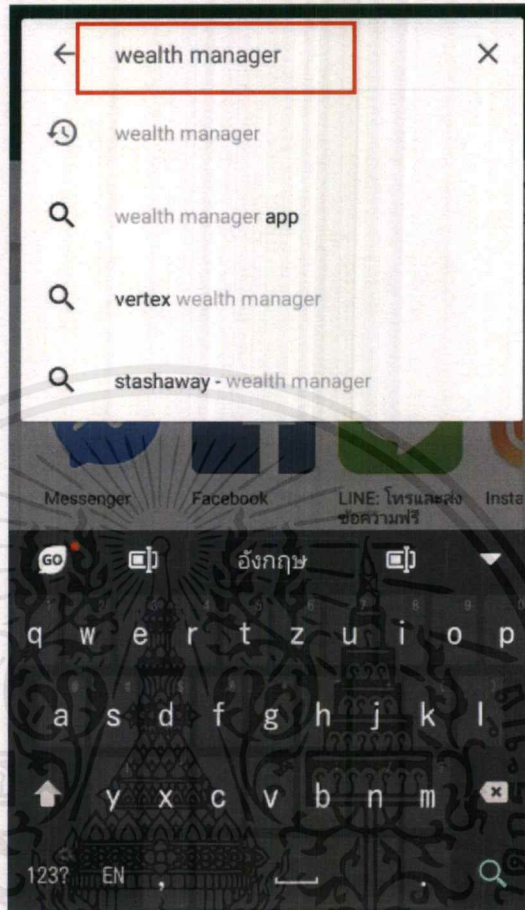 wealth manager
wealth manager
wealth manager app
vertex wealth manager
stashaway - wealth manager
Messenger
Facebook
LINE: โทรและส่ง
ข้อความฟรี
Insta
GO
อังกฤษ
q w e r t z u i o p
a s d f g h j k l
y x c v b n m
123? EN , .